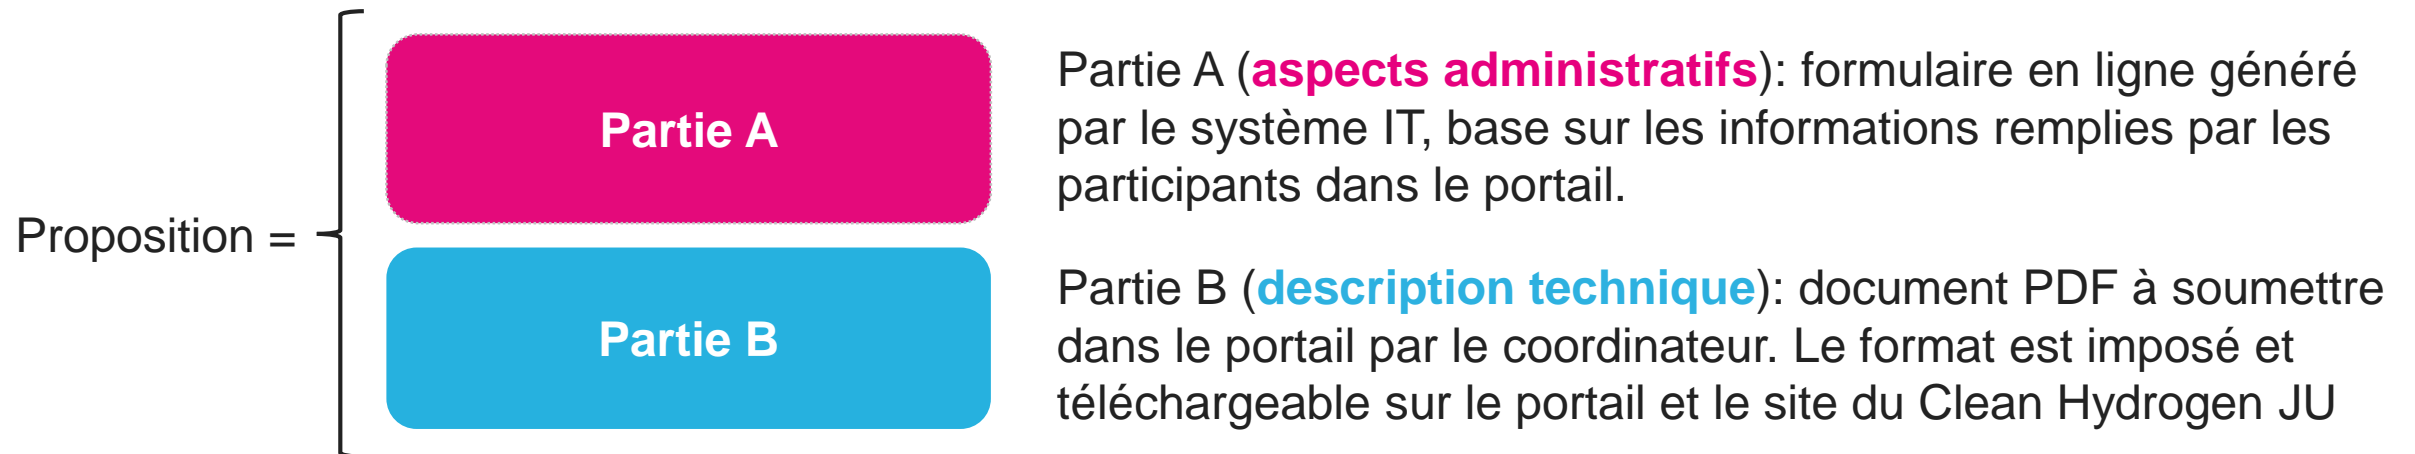 Proposition =
Partie A
Partie A (aspects administratifs): formulaire en ligne généré
par le système IT, base sur les informations remplies par les
participants dans le portail.
Partie B
Partie B (description technique): document PDF à soumettre
dans le portail par le coordinateur. Le format est imposé et
téléchargeable sur le portail et le site du Clean Hydrogen JU